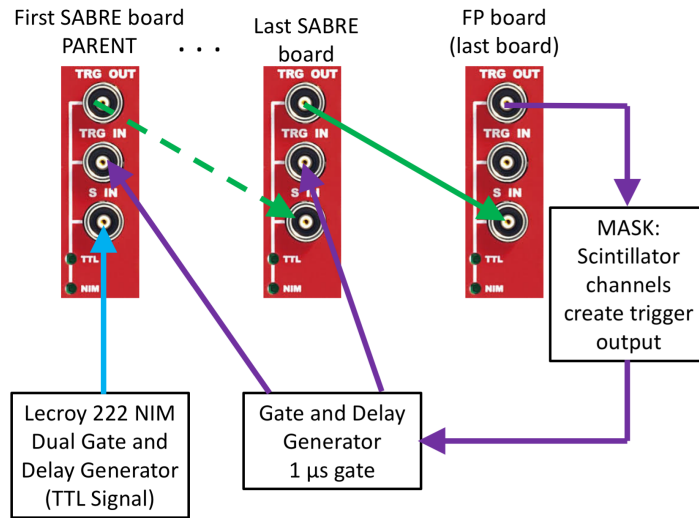 First SABRE board
PARENT
. . .
Last SABRE
board
FP board
(last board)
TRG OUT
TRG IN
S IN
TTL
NIM
TRG OUT
TRG IN
S IN
TTL
NIM
TRG OUT
TRG IN
S IN
TTL
NIM
MASK:
Scintillator
channels
create trigger
output
Lecroy 222 NIM
Dual Gate and
Delay Generator
(TTL Signal)
Gate and Delay
Generator
1 μs gate